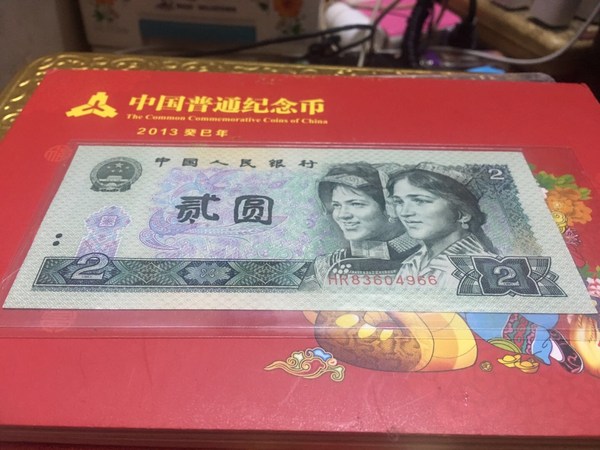 中国普通纪念币
The Common Commemorative Coins of China
2013 癸巳年
中国人民银行
贰圆
2
2
2
HR83604966